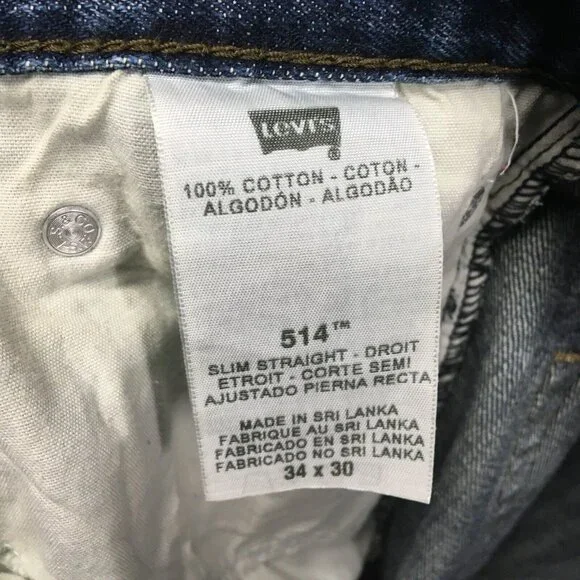 Levi's
®
100% COTTON - COTON -
ALGODÓN - ALGODÃO
S. & CO.
514™
SLIM STRAIGHT - DROIT
ETROIT - CORTE SEMI
AJUSTADO PIERNA RECTA
MADE IN SRI LANKA
FABRIQUE AU SRI LANKA
FABRICADO EN SRI LANKA
FABRICADO NO SRI LANKA
34 x 30